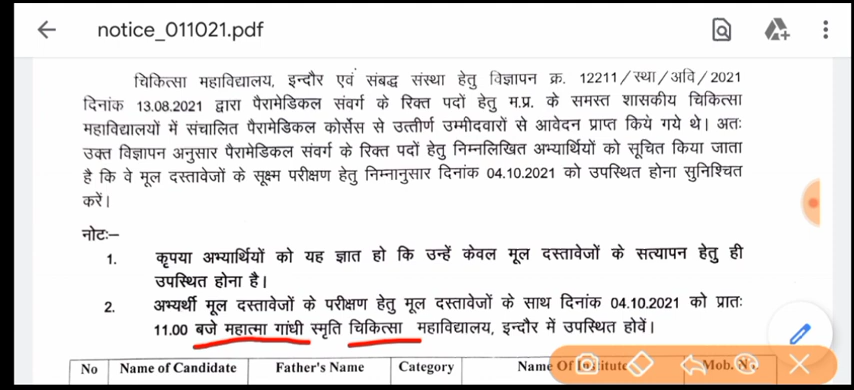 notice_011021.pdf
चिकित्सा महाविद्यालय, इन्दौर एवं संबद्ध संस्था हेतु विज्ञापन क्र. 12211/स्था/अवि/2021
दिनांक 13.08.2021 द्वारा पैरामेडिकल संवर्ग के रिक्त पदों हेतु म.प्र. के समस्त शासकीय चिकित्सा
महाविद्यालयों में संचालित पैरामेडिकल कोर्सेस से उत्तीर्ण उम्मीदवारों से आवेदन प्राप्त किये गये थे। अतः
उक्त विज्ञापन अनुसार पैरामेडिकल संवर्ग के रिक्त पदों हेतु निम्नलिखित अभ्यार्थियों को सूचित किया जाता
है कि वे मूल दस्तावेजों के सूक्ष्म परीक्षण हेतु निम्नानुसार दिनांक 04.10.2021 को उपस्थित होना सुनिश्चित
करें।
नोटः–
1. कृपया अभ्यार्थियों को यह ज्ञात हो कि उन्हें केवल मूल दस्तावेजों के सत्यापन हेतु ही
उपस्थित होना है।
2. अभ्यर्थी मूल दस्तावेजों के परीक्षण हेतु मूल दस्तावेजों के साथ दिनांक 04.10.2021 को प्रातः
11.00 बजे महात्मा गांधी स्मृति चिकित्सा महाविद्यालय, इन्दौर में उपस्थित होवें।
No Name of Candidate Father's Name Category Name Of Mob.